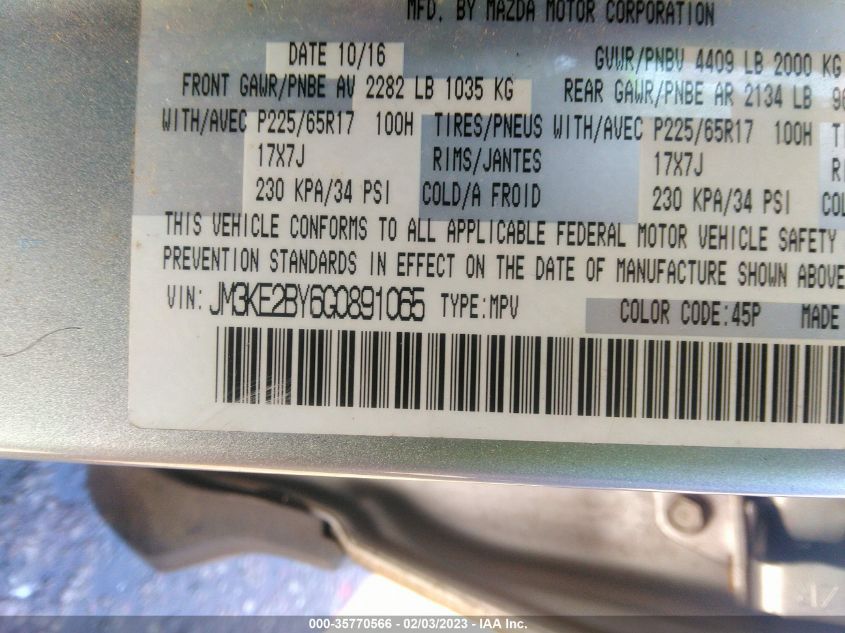 MFD. BY MAZDA MOTOR CORPORATION
DATE 10/16 GVWR/PNBV 4409 LB 2000 KG
FRONT GAWR/PNBE AV 2282 LB 1035 KG REAR GAWR/PNBE AR 2134 LB
WITH/AVEC P225/65R17 100H TIRES/PNEUS WITH/AVEC P225/65R17 100H
17X7J RIMS/JANTES 17X7J
230 KPA/34 PSI COLD/A FROID 230 KPA/34 PSI
THIS VEHICLE CONFORMS TO ALL APPLICABLE FEDERAL MOTOR VEHICLE SAFETY
PREVENTION STANDARDS IN EFFECT ON THE DATE OF MANUFACTURE SHOWN ABOVE
VIN: JM3KE2BY6G0891065 TYPE:MPV COLOR CODE:45P MADE
000-35770566 - 02/03/2023 - IAA Inc.